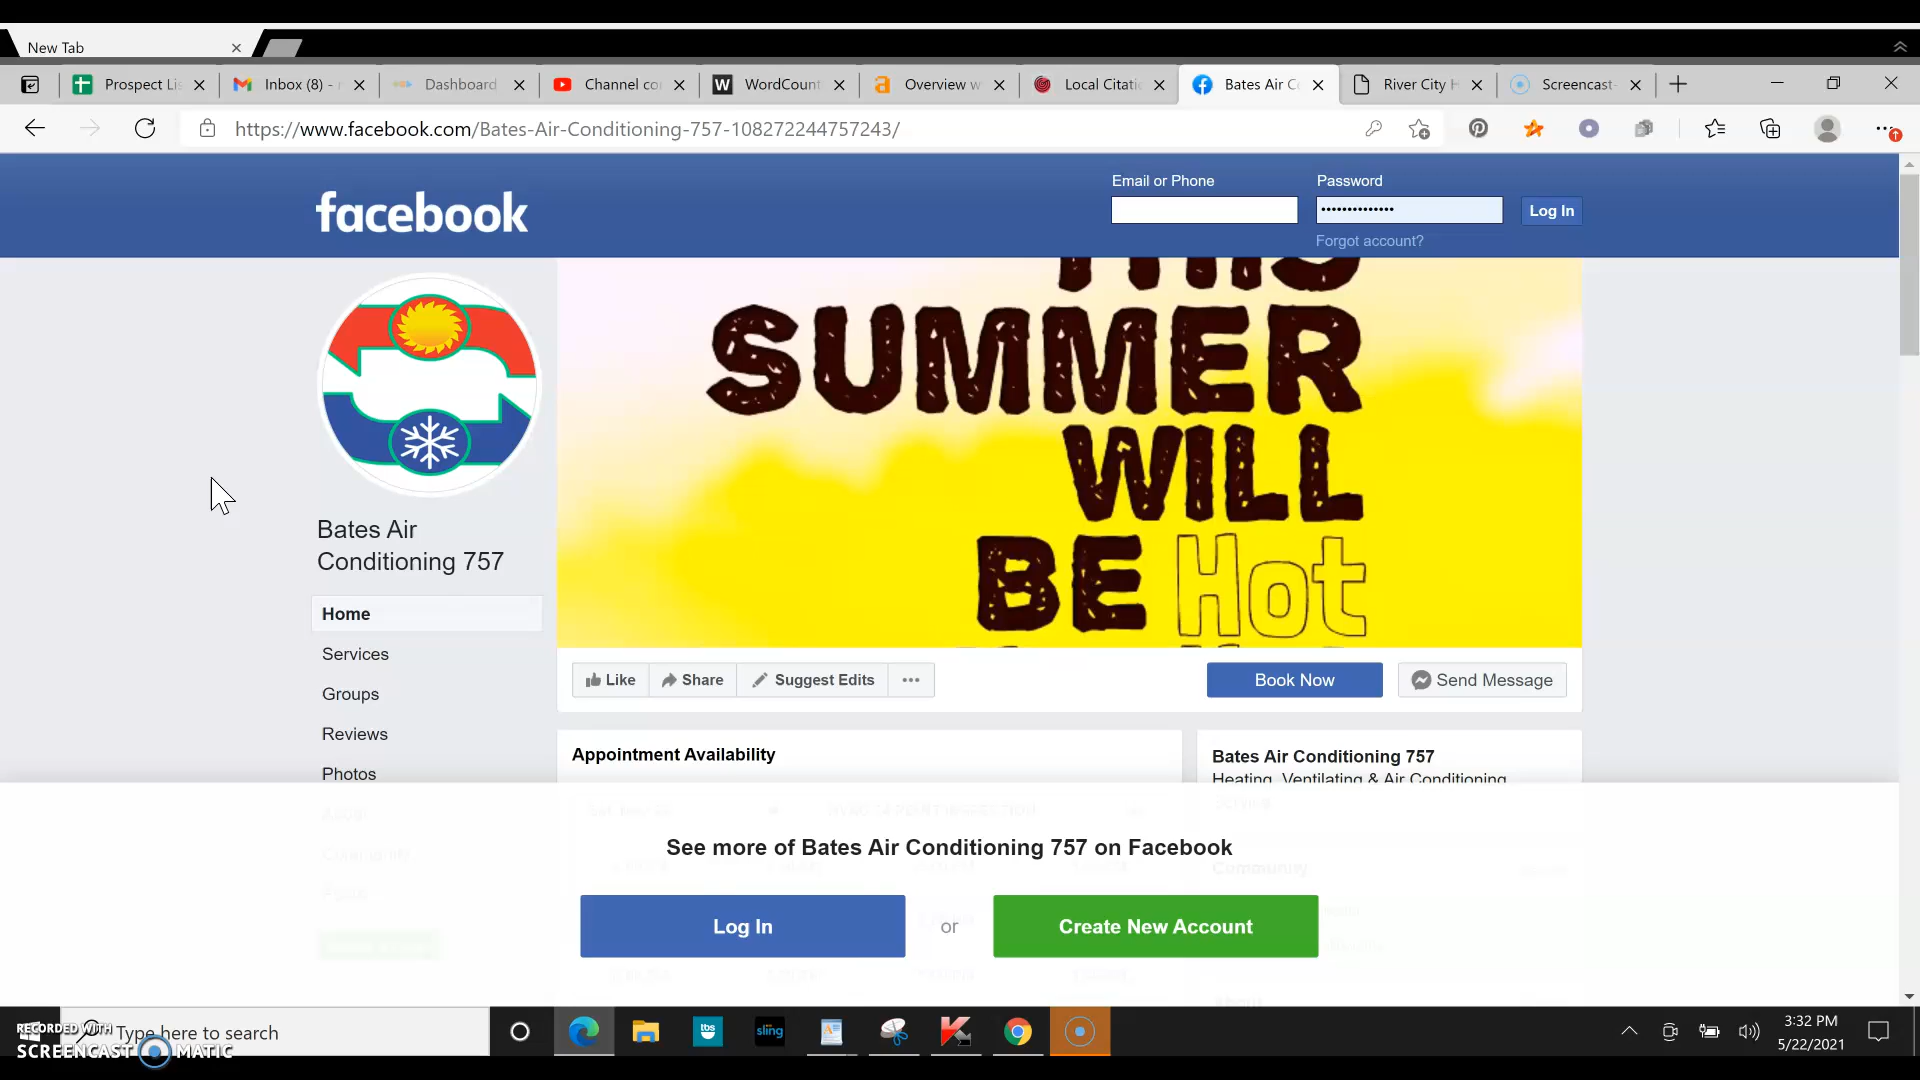 New Tab
Prospect Lis
Inbox (8) -
Dashboard
Channel co
WordCount
Overview w
Local Citati
Bates Air C
River City H
Screencast-
https://www.facebook.com/Bates-Air-Conditioning-757-108272244757243/
facebook
Email or Phone
Password
••••••••••••••
Log In
Forgot account?
THIS
SUMMER
WILL
BE Hot
Bates Air
Conditioning 757
Home
Services
Groups
Reviews
Photos
Like
Share
Suggest Edits
Book Now
Send Message
Appointment Availability
Bates Air Conditioning 757
Heating, Ventilating & Air Conditioning
Service
Community
See more of Bates Air Conditioning 757 on Facebook
Log In
or
Create New Account
Type here to search
RECORDED WITH
SCREENCAST MATIC
tbs
sling
3:32 PM
5/22/2021